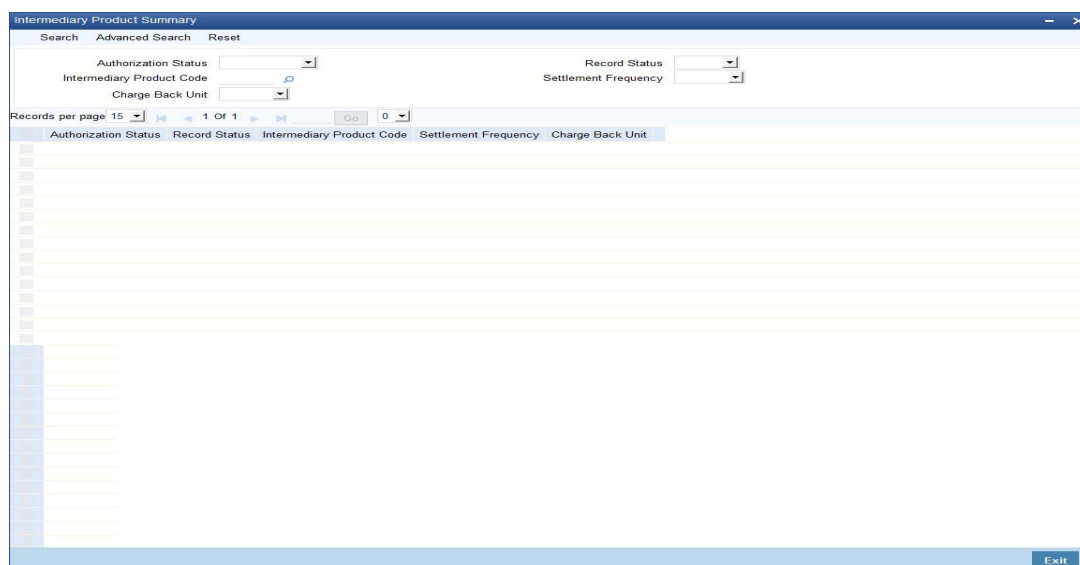 Intermediary Product Summary
Search Advanced Search Reset
Authorization Status Record Status
Intermediary Product Code Settlement Frequency
Charge Back Unit
Records per page 15 1 Of 1 Go 0
Authorization Status Record Status Intermediary Product Code Settlement Frequency Charge Back Unit
Exit